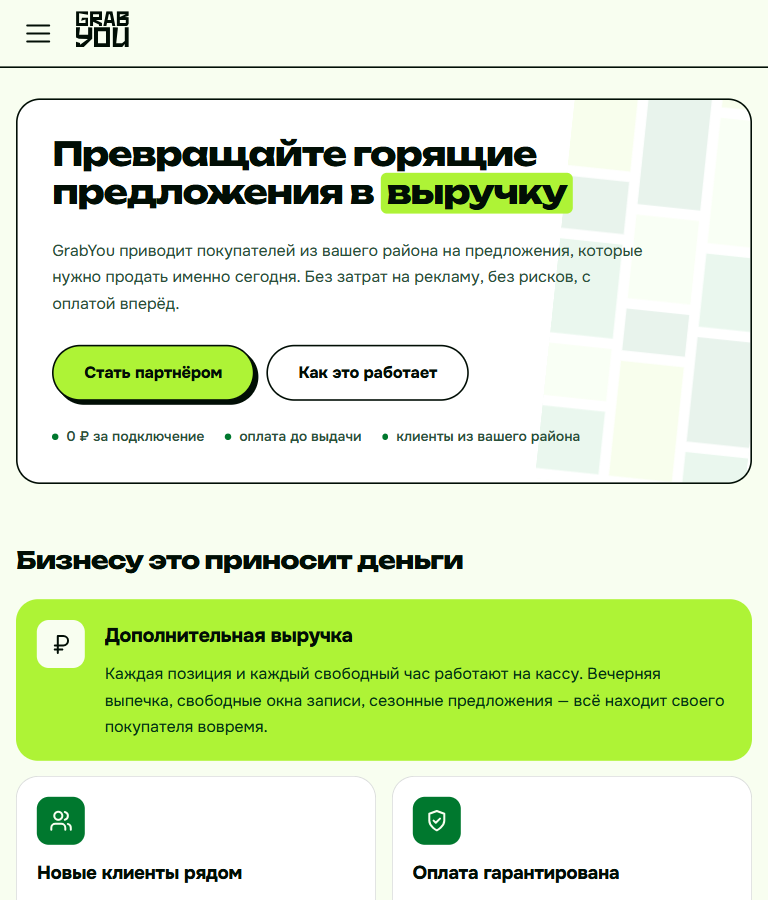 GRAB
YOU
Превращайте горящие
предложения в выручку
GrabYou приводит покупателей из вашего района на предложения, которые
нужно продать именно сегодня. Без затрат на рекламу, без рисков, с
оплатой вперёд.
Стать партнёром
Как это работает
0 ₽ за подключение
оплата до выдачи
клиенты из вашего района
Бизнесу это приносит деньги
₽
Дополнительная выручка
Каждая позиция и каждый свободный час работают на кассу. Вечерняя
выпечка, свободные окна записи, сезонные предложения — всё находит своего
покупателя вовремя.
Новые клиенты рядом
Оплата гарантирована